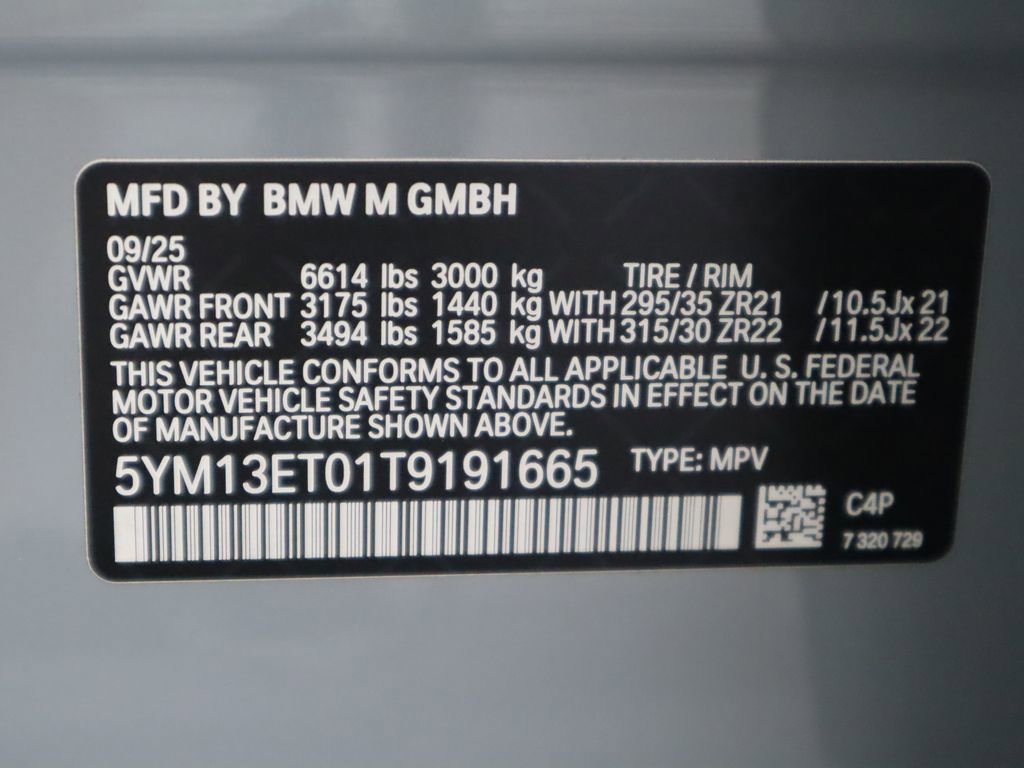 MFD BY BMW M GMBH
09/25
GVWR 6614 lbs 3000 kg TIRE / RIM
GAWR FRONT 3175 lbs 1440 kg WITH 295/35 ZR21 /10.5Jx 21
GAWR REAR 3494 lbs 1585 kg WITH 315/30 ZR22 /11.5Jx 22
THIS VEHICLE CONFORMS TO ALL APPLICABLE U. S. FEDERAL
MOTOR VEHICLE SAFETY STANDARDS IN EFFECT ON THE DATE
OF MANUFACTURE SHOWN ABOVE.
5YM13ET01T9191665 TYPE: MPV
C4P
7 320 729